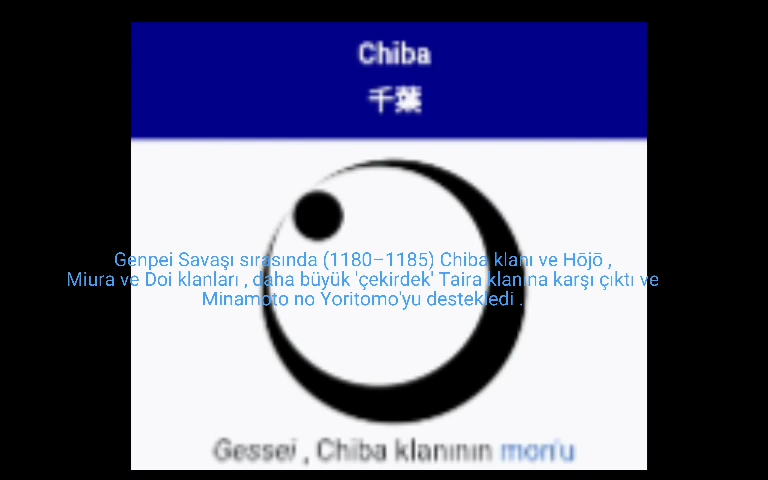 Chiba
千葉
Genpei Savaşı sırasında (1180–1185) Chiba klanı ve Hōjō ,
Miura ve Doi klanları , daha büyük 'çekirdek' Taira klanına karşı çıktı ve
Minamoto no Yoritomo'yu destekledi .
Gessei , Chiba klanının mon'u